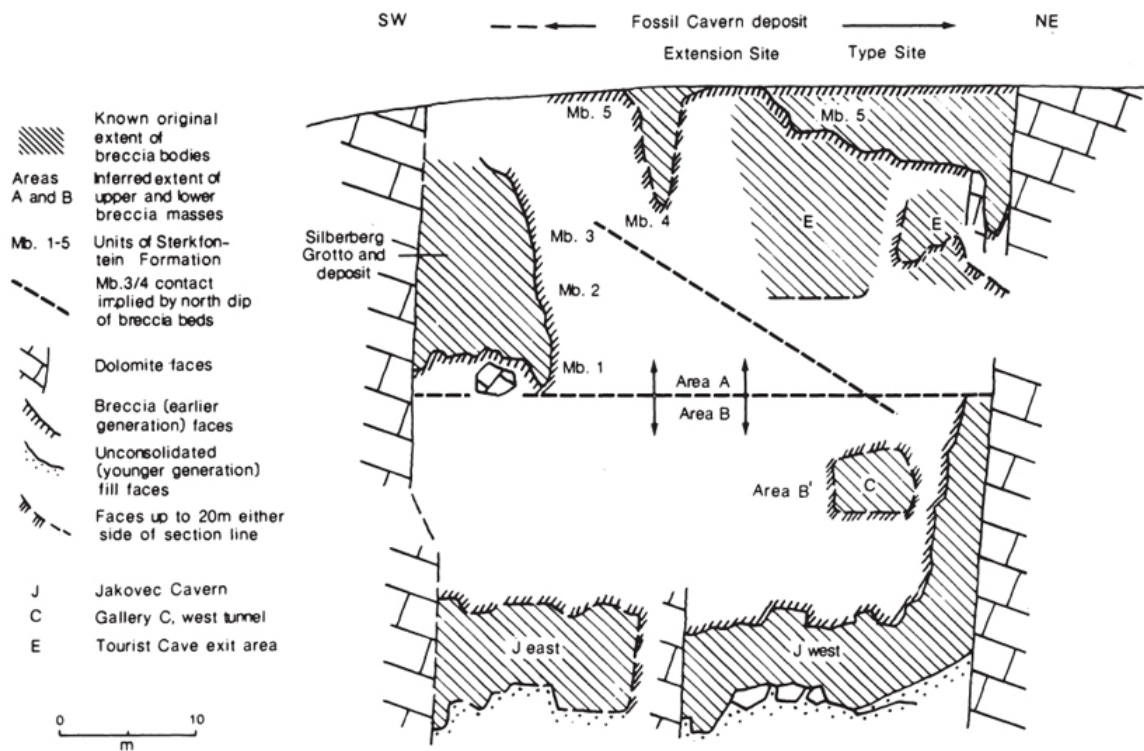 SW
Fossil Cavern deposit
NE
Extension Site
Type Site
Known original
extent of
breccia bodies
Areas
A and B
Inferred extent of
upper and lower
breccia masses
Mb. 1-5
Units of Sterkfon-
tein Formation
Mb.3/4 contact
implied by north dip
of breccia beds
Dolomite faces
Breccia (earlier
generation) faces
Unconsolidated
(younger generation)
fill faces
Faces up to 20m either
side of section line
J
Jakovec Cavern
C
Gallery C, west tunnel
E
Tourist Cave exit area
0
10
m
Mb. 5
Mb. 5
Mb. 4
Mb. 3
Silberberg
Grotto and
deposit
E
E
Mb. 2
Mb. 1
Area A
Area B
Area B'
C
J east
J west